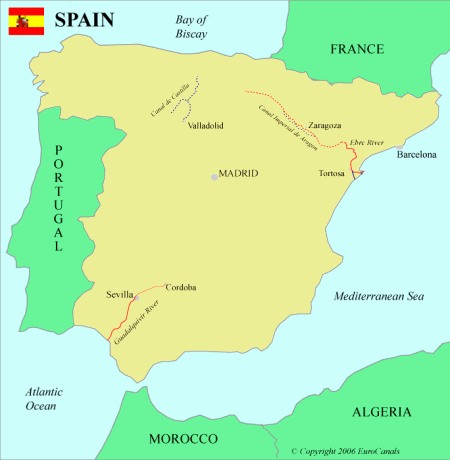 SPAIN
Bay of
Biscay
FRANCE
Canal de Castilla
Valladolid
Canal Imperial de Aragon
Zaragoza
Ebre River
Barcelona
Tortosa
MADRID
PORTUGAL
Sevilla
Cordoba
Guadalquivir River
Mediterranean Sea
Atlantic
Ocean
MOROCCO
ALGERIA
© Copyright 2006 EuroCanals